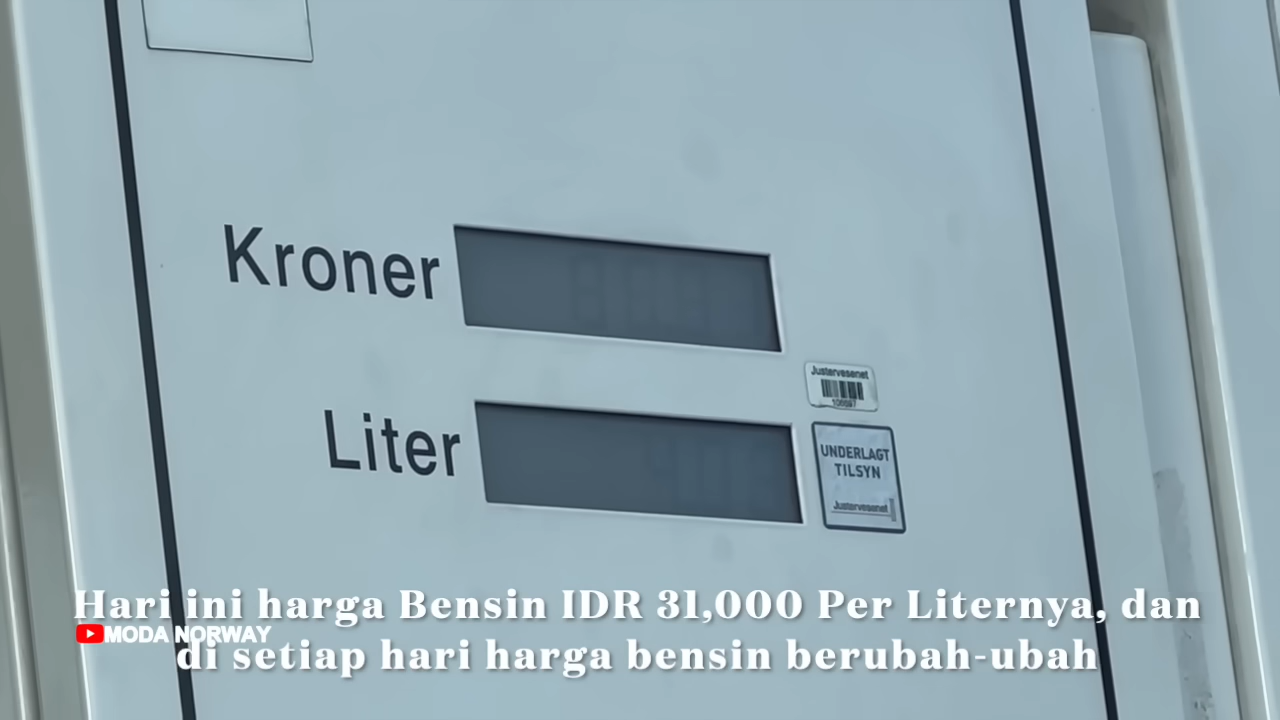 Kroner
Liter
Justervesenet
UNDERLAGT
TILSYN
Justervesenet
Hari ini harga Bensin IDR 31,000 Per Liternya, dan
MODA NORWAY
di setiap hari harga bensin berubah-ubah